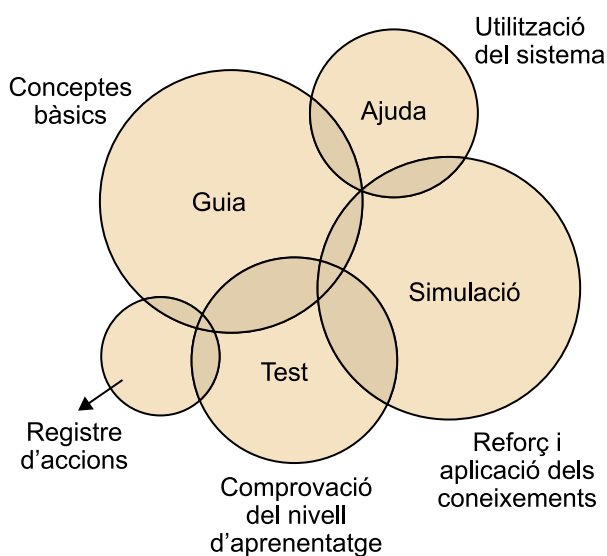 Utilització
del sistema
Conceptes
bàsics
Ajuda
Guia
Simulació
Test
Registre
d’accions
Reforç i
aplicació dels
coneixements
Comprovació
del nivell
d’aprenentatge